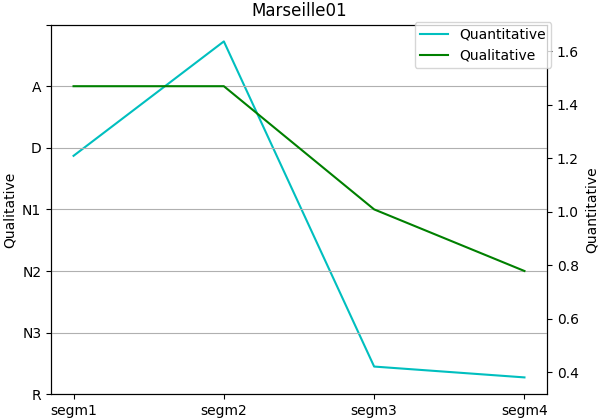 Marseille01
Quantitative
Qualitative
A
D
N1
N2
N3
R
Qualitative
1.6
1.4
1.2
1.0
0.8
0.6
0.4
Quantitative
segm1 segm2 segm3 segm4